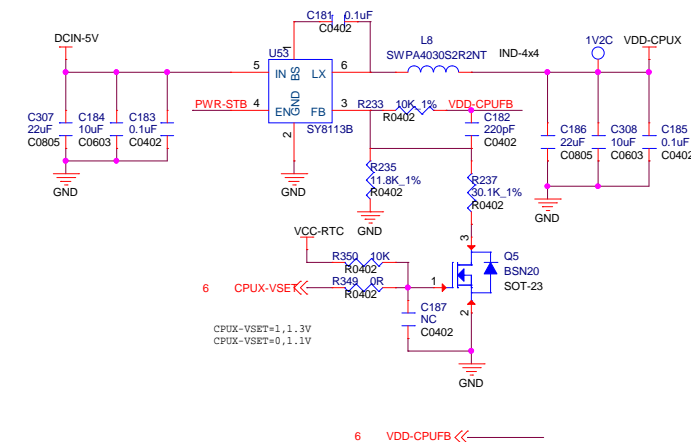 C181 0.1uF
C0402
DCIN-5V
U53
1
L8
SWPA4030S2R2NT
IND-4x4
1V2C
VDD-CPUX
5
IN
BS
LX
6
PWR-STB
4
EN
GND
FB
3
2
SY8113B
R233 10K_1%
R0402
VDD-CPUFB
C307
22uF
C0805
C184
10uF
C0603
C183
0.1uF
C0402
GND
GND
C182
220pF
C0402
C186
22uF
C0805
C308
10uF
C0603
C185
0.1uF
C0402
GND
R235
11.8K_1%
R0402
GND
R237
30.1K_1%
R0402
VCC-RTC
R350 10K
R0402
6 CPUX-VSET
R349 0R
R0402
1
3
2
Q5
BSN20
SOT-23
C187
NC
C0402
CPUX-VSET=1,1.3V
CPUX-VSET=0,1.1V
GND
6 VDD-CPUFB